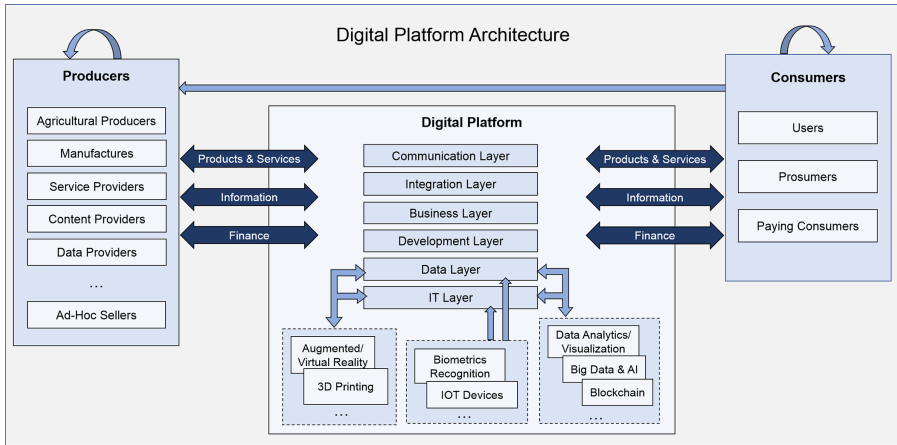 Digital Platform Architecture
Producers
Agricultural Producers
Manufactures
Service Providers
Content Providers
Data Providers
...
Ad-Hoc Sellers
Products & Services
Information
Finance
Digital Platform
Communication Layer
Integration Layer
Business Layer
Development Layer
Data Layer
IT Layer
Augmented/
Virtual Reality
3D Printing
...
Biometrics
Recognition
IOT Devices
...
Data Analytics/
Visualization
Big Data & AI
Blockchain
...
Products & Services
Information
Finance
Consumers
Users
Prosumers
Paying Consumers